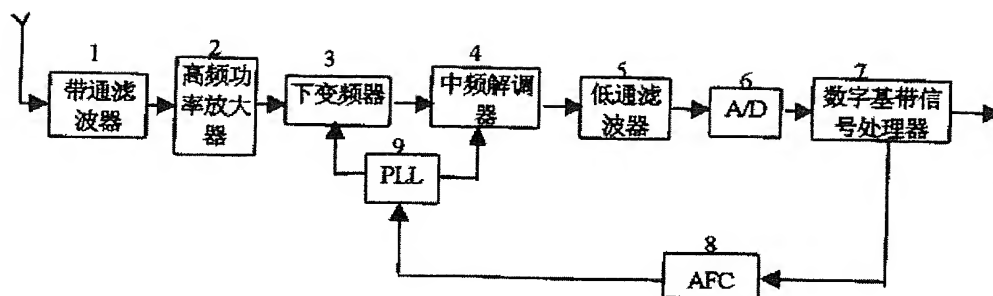 1
带通滤
波器
2
高频功
率放大
器
3
下变频器
4
中频解调
器
5
低通滤
波器
6
A/D
7
数字基带信
号处理器
9
PLL
8
AFC